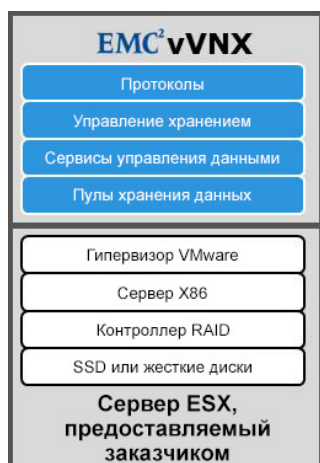 EMC² vVNX
Протоколы
Управление хранением
Сервисы управления данными
Пулы хранения данных
Гипервизор VMware
Сервер X86
Контроллер RAID
SSD или жесткие диски
Сервер ESX,
предоставляемый
заказчиком